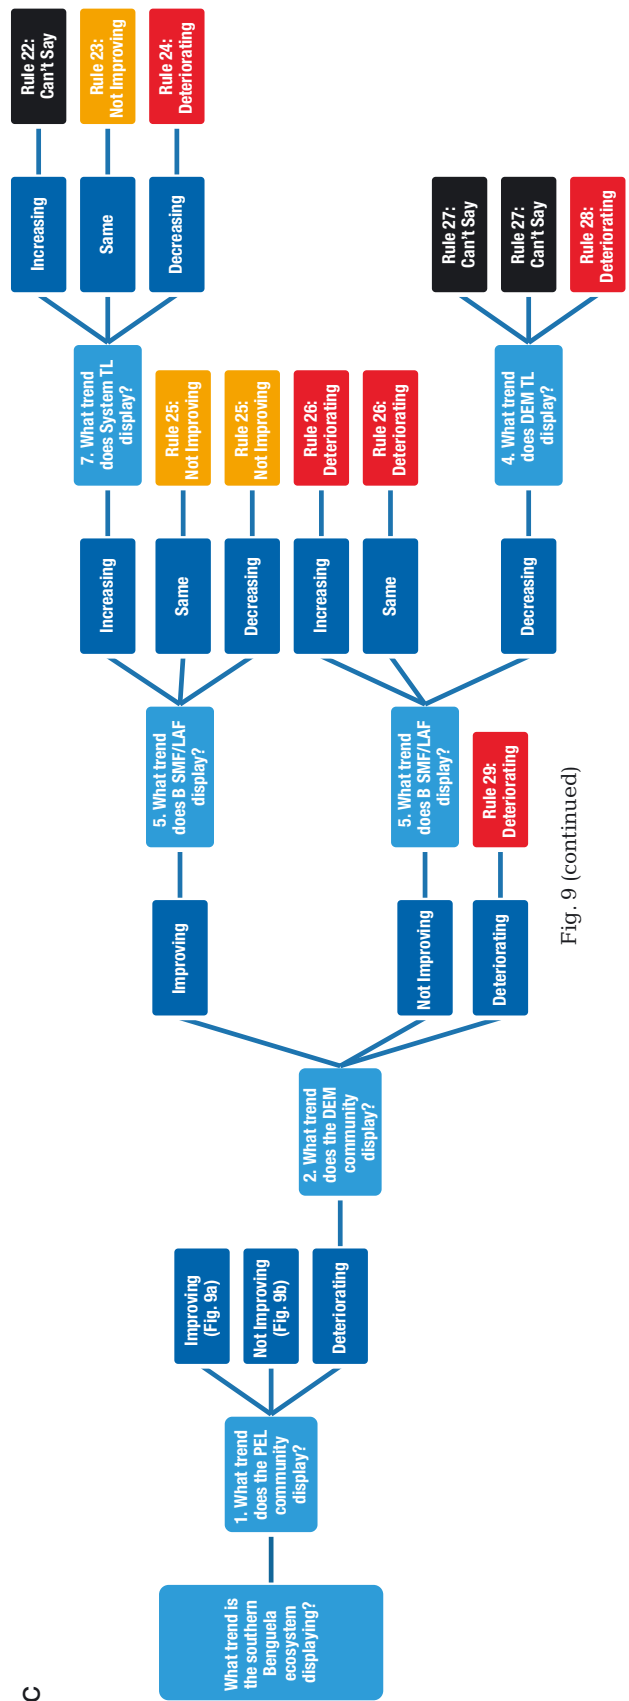 C
What trend is
the southern
Benguela
ecosystem
displaying?
1. What trend
does the PEL
community
display?
Improving
(Fig. 9a)
Not Improving
(Fig. 9b)
Deteriorating
2. What trend
does the DEM
community
display?
Improving
Not Improving
Deteriorating
5. What trend
does B SMF/LAF
display?
5. What trend
does B SMF/LAF
display?
Rule 29:
Deteriorating
Increasing
Same
Decreasing
Increasing
Same
Decreasing
7. What trend
does System TL
display?
Rule 25:
Not Improving
Rule 25:
Not Improving
Rule 26:
Deteriorating
Rule 26:
Deteriorating
4. What trend
does DEM TL
display?
Increasing
Same
Decreasing
Rule 27:
Can't Say
Rule 27:
Can't Say
Rule 28:
Deteriorating
Rule 22:
Can't Say
Rule 23:
Not Improving
Rule 24:
Deteriorating
Fig. 9 (continued)